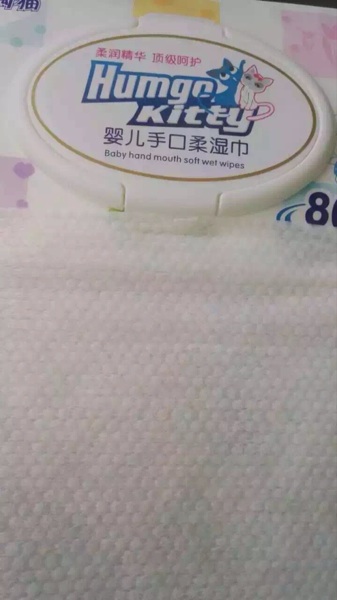 猫
柔润精华 顶级呵护
Humgo
Kitty
婴儿手口柔湿巾
Baby hand mouth soft wet wipes